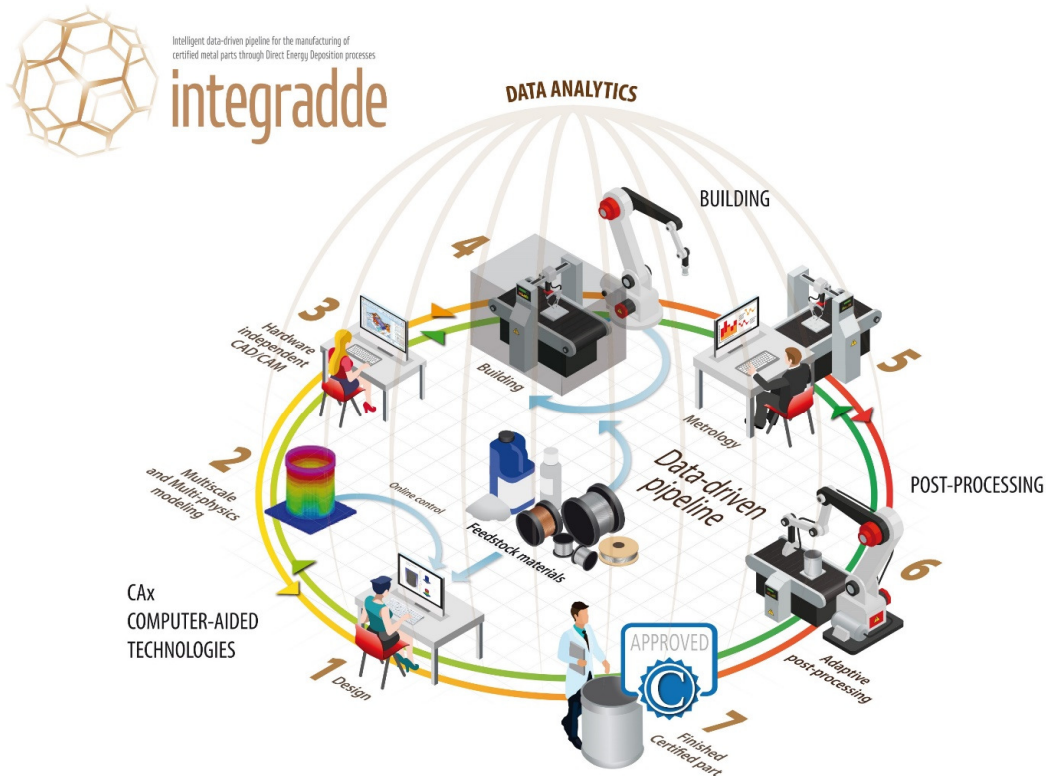 Intelligent data-driven pipeline for the manufacturing of
certified metal parts through Direct Energy Deposition processes
integradde
DATA ANALYTICS
BUILDING
4
3
Hardware
independent
CAD/CAM
Building
Metrology
5
2
Multiscale
and Multi-physics
modeling
Online control
Data-driven
pipeline
POST-PROCESSING
Feedstock materials
6
CAx
COMPUTER-AIDED
TECHNOLOGIES
1
Design
APPROVED
C
Adaptive
post-processing
7
Finished
Certified part